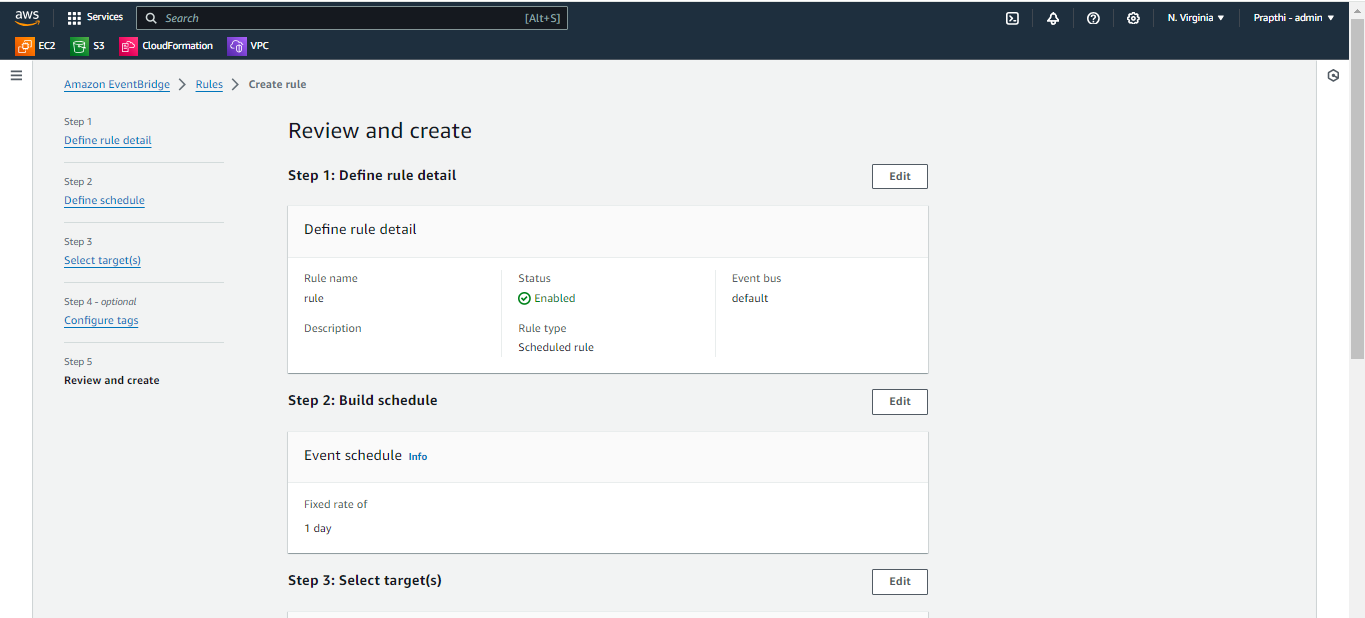 aws Services Search [Alt+S] N. Virginia Prapthi - admin
EC2 S3 CloudFormation VPC
Amazon EventBridge Rules Create rule
Step 1
Define rule detail
Step 2
Define schedule
Step 3
Select target(s)
Step 4 - optional
Configure tags
Step 5
Review and create
Review and create
Step 1: Define rule detail Edit
Define rule detail
Rule name Status Event bus
rule Enabled default
Description Rule type
Scheduled rule
Step 2: Build schedule Edit
Event schedule Info
Fixed rate of
1 day
Step 3: Select target(s) Edit